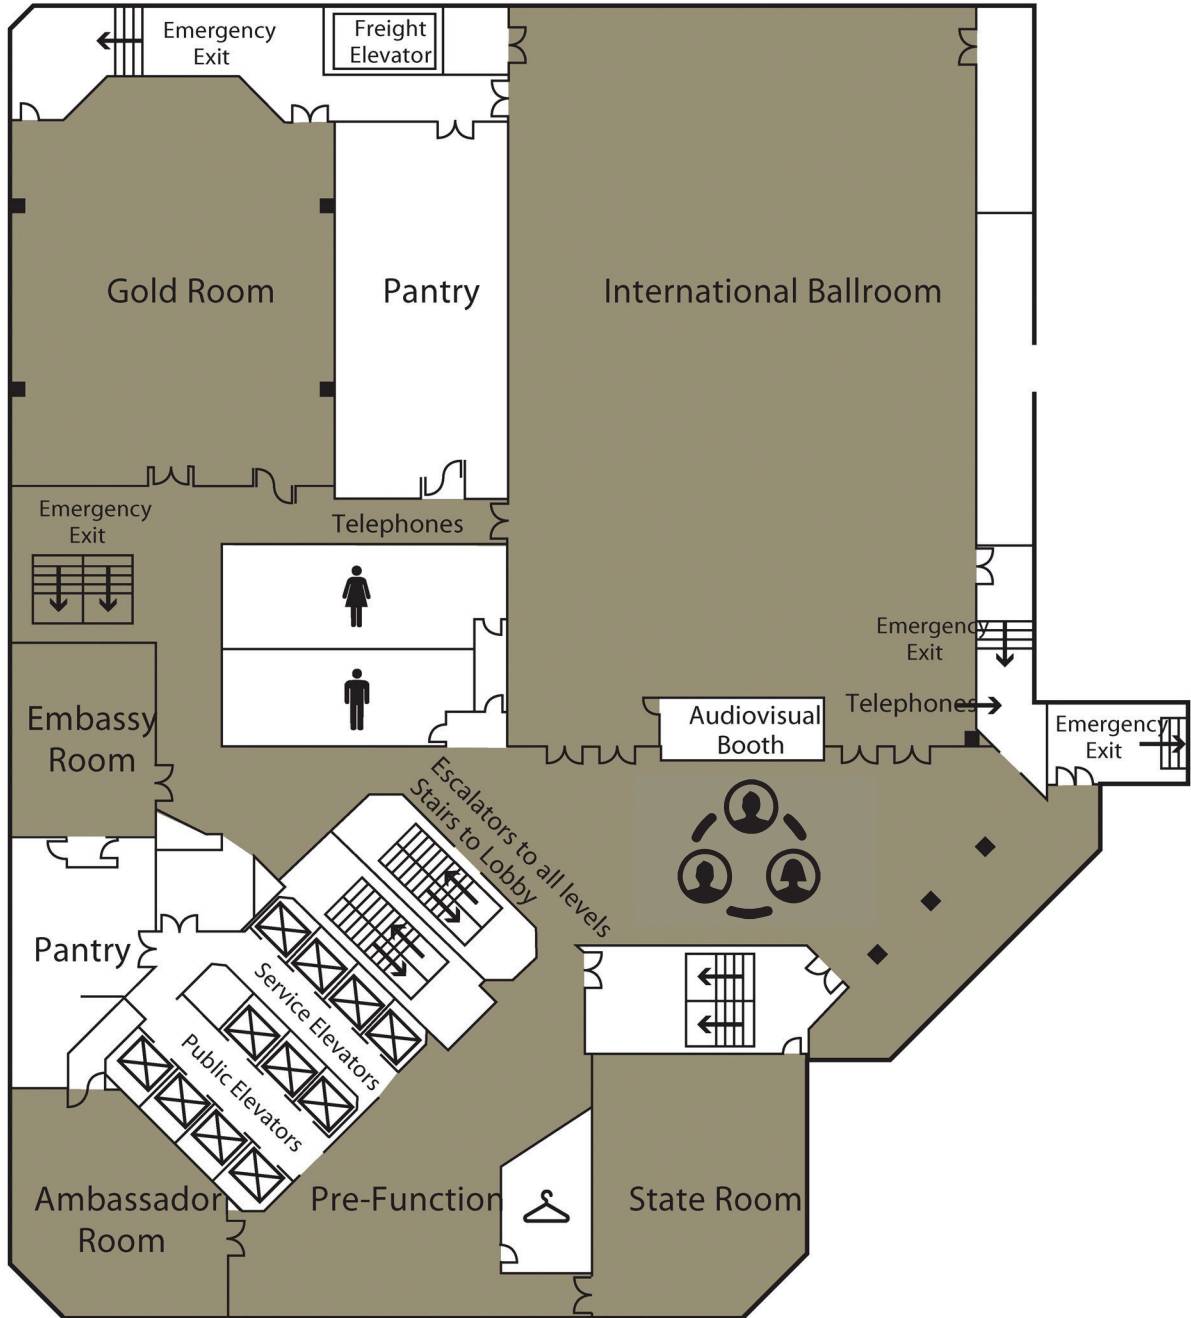 Emergency
Exit
Freight
Elevator
Gold Room
Pantry
International Ballroom
Emergency
Exit
Telephones
Emergency
Exit
Telephones
Embassy
Room
Audiovisual
Booth
Emergency
Exit
Escalators to all levels
Stairs to Lobby
Pantry
Service Elevators
Public Elevators
Ambassador
Room
Pre-Function
State Room